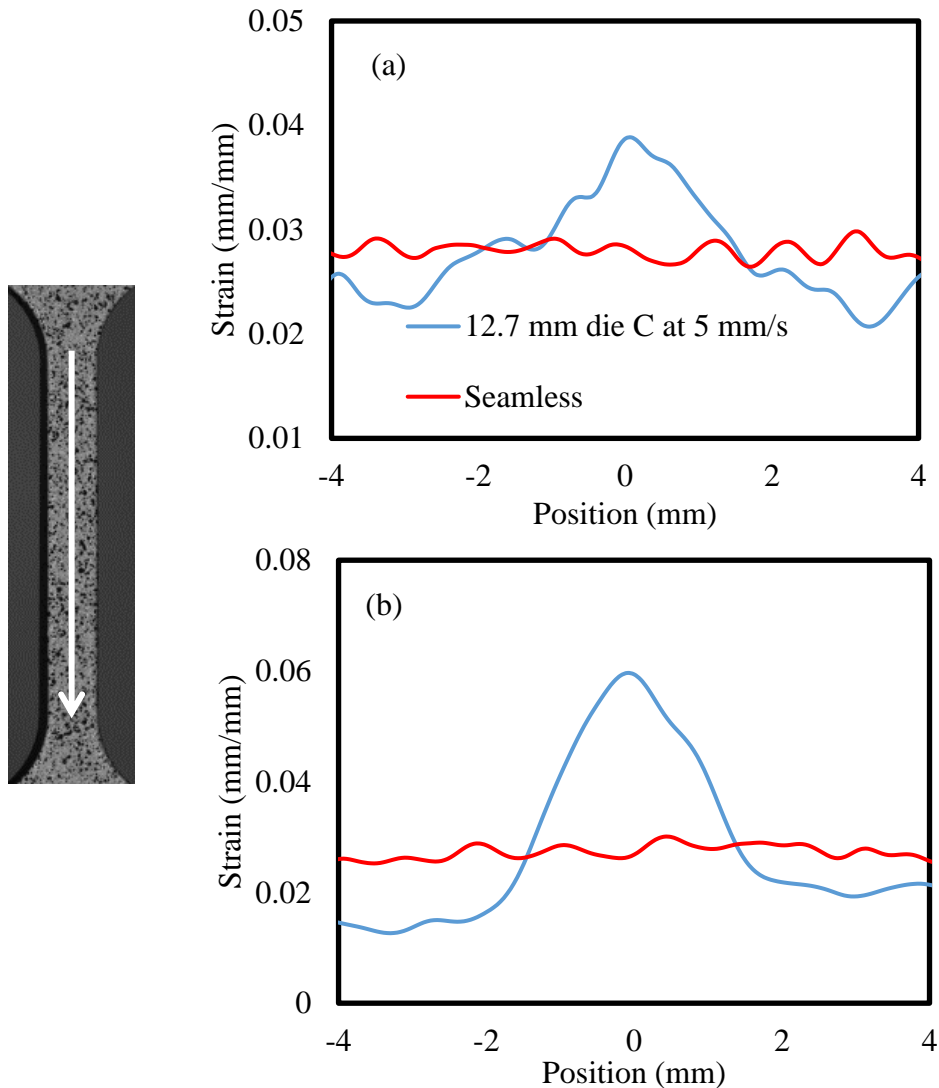 (a)
Strain (mm/mm)
0.05
0.04
0.03
0.02
0.01
12.7 mm die C at 5 mm/s
Seamless
-4 -2 0 2 4
Position (mm)
(b)
Strain (mm/mm)
0.08
0.06
0.04
0.02
0
-4 -2 0 2 4
Position (mm)